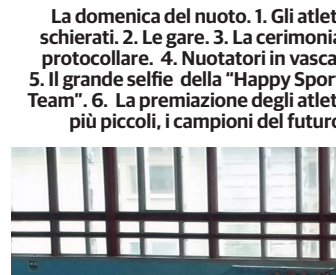 La domenica del nuoto. 1. Gli atlet
schierati. 2. Le gare. 3. La cerimonia
protocollare. 4. Nuotatori in vasca
5. Il grande selfie della “Happy Spor
Team”. 6. La premiazione degli atlet
più piccoli, i campioni del futuro